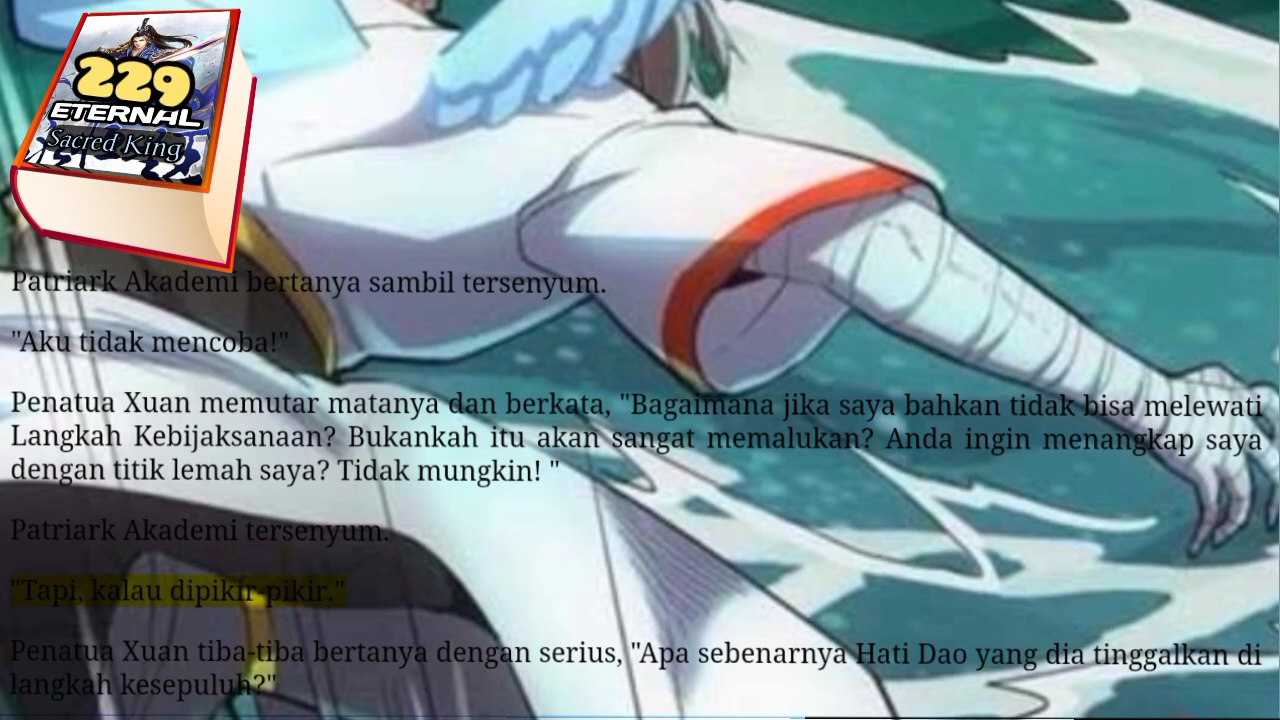 229
ETERNAL
Sacred King
Patriark Akademi bertanya sambil tersenyum.
"Aku tidak mencoba!"
Penatua Xuan memutar matanya dan berkata, "Bagaimana jika saya bahkan tidak bisa melewati
Langkah Kebijaksanaan? Bukankah itu akan sangat memalukan? Anda ingin menangkap saya
dengan titik lemah saya? Tidak mungkin! "
Patriark Akademi tersenyum.
"Tapi, kalau dipikir-pikir."
Penatua Xuan tiba-tiba bertanya dengan serius, "Apa sebenarnya Hati Dao yang dia tinggalkan di
langkah kesepuluh?"